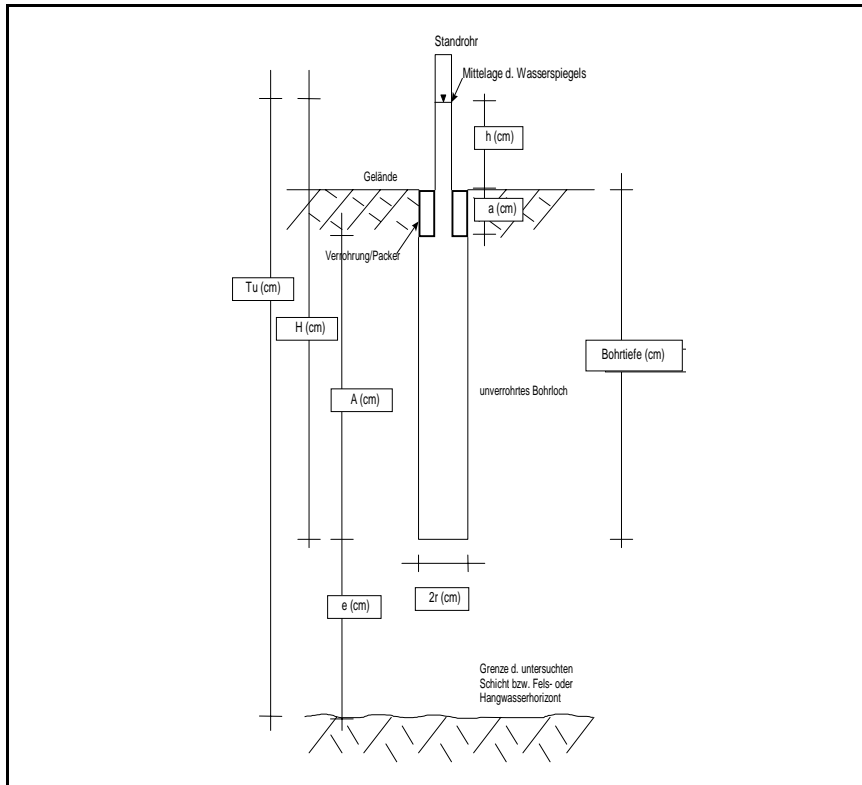 Standrohr
Mittelage d. Wasserspiegels
h (cm)
Gelände
a (cm)
Verrohrung/Packer
Tu (cm)
H (cm)
Bohrtiefe (cm)
A (cm)
unverrohrtes Bohrloch
2r (cm)
e (cm)
Grenze d. untersuchten
Schicht bzw. Fels- oder
Hangwasserhorizont